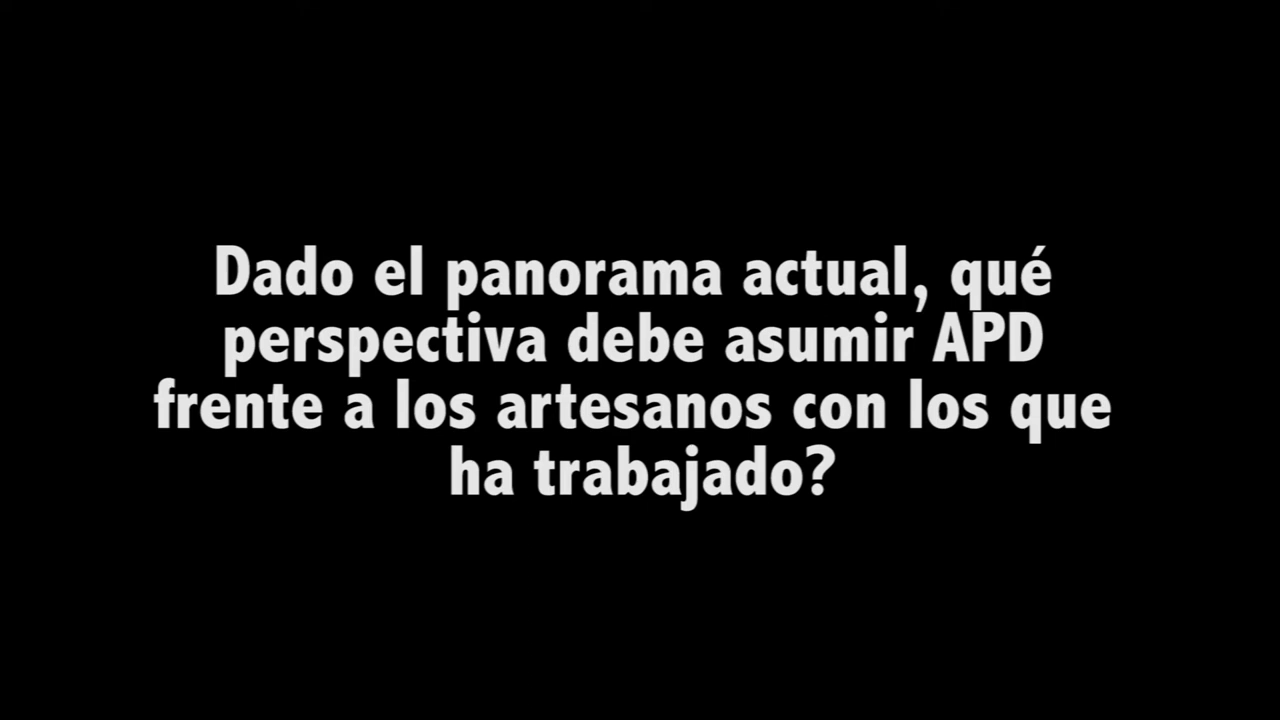 Dado el panorama actual, qué
perspectiva debe asumir APD
frente a los artesanos con los que
ha trabajado?